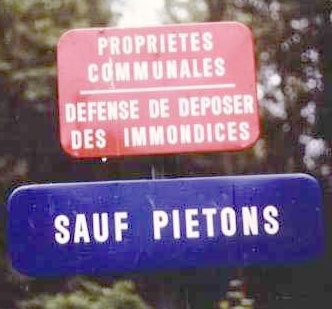 PROPRIETES
COMMUNALES
DEFENSE DE DEPOSER
DES IMMONDICES
SAUF PIETONS